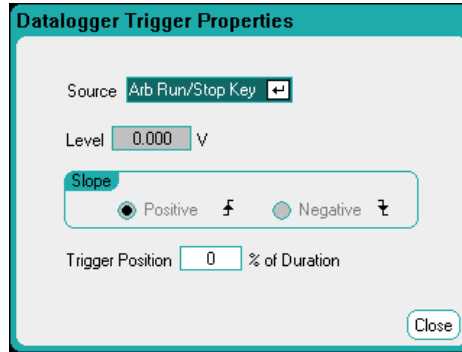 Datalogger Trigger Properties
Source Arb Run/Stop Key
Level 0.000 V
Slope
Positive Negative
Trigger Position 0 % of Duration
Close